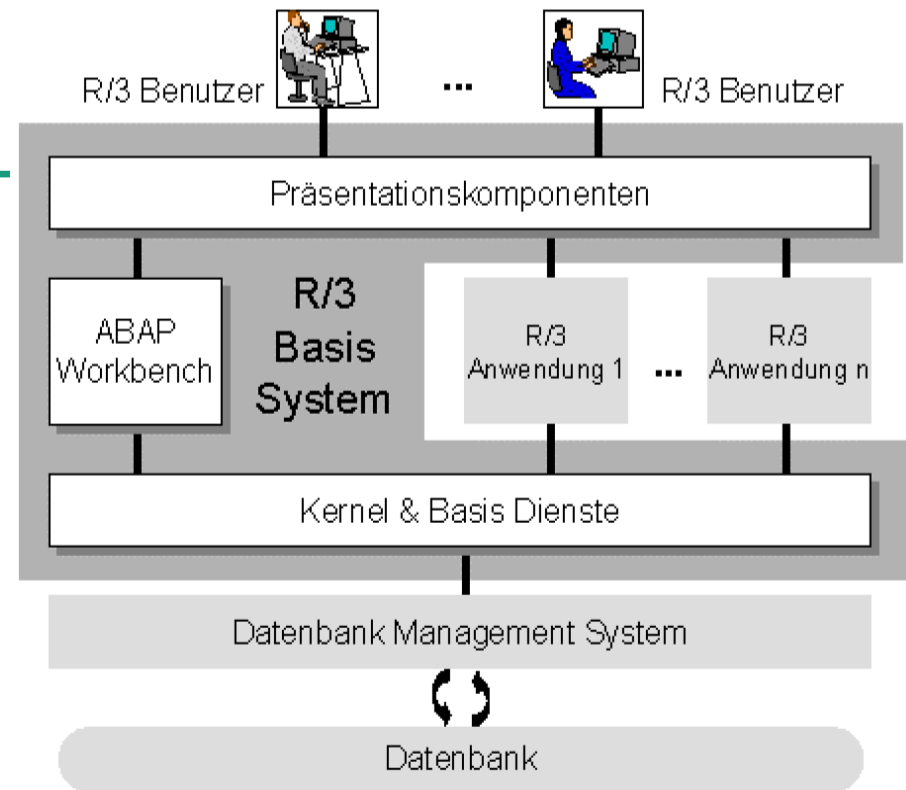 R/3 Benutzer ... R/3 Benutzer
Präsentationskomponenten
ABAP
Workbench
R/3
Basis
System
R/3
Anwendung 1
...
R/3
Anwendung n
Kernel & Basis Dienste
Datenbank Management System
Datenbank